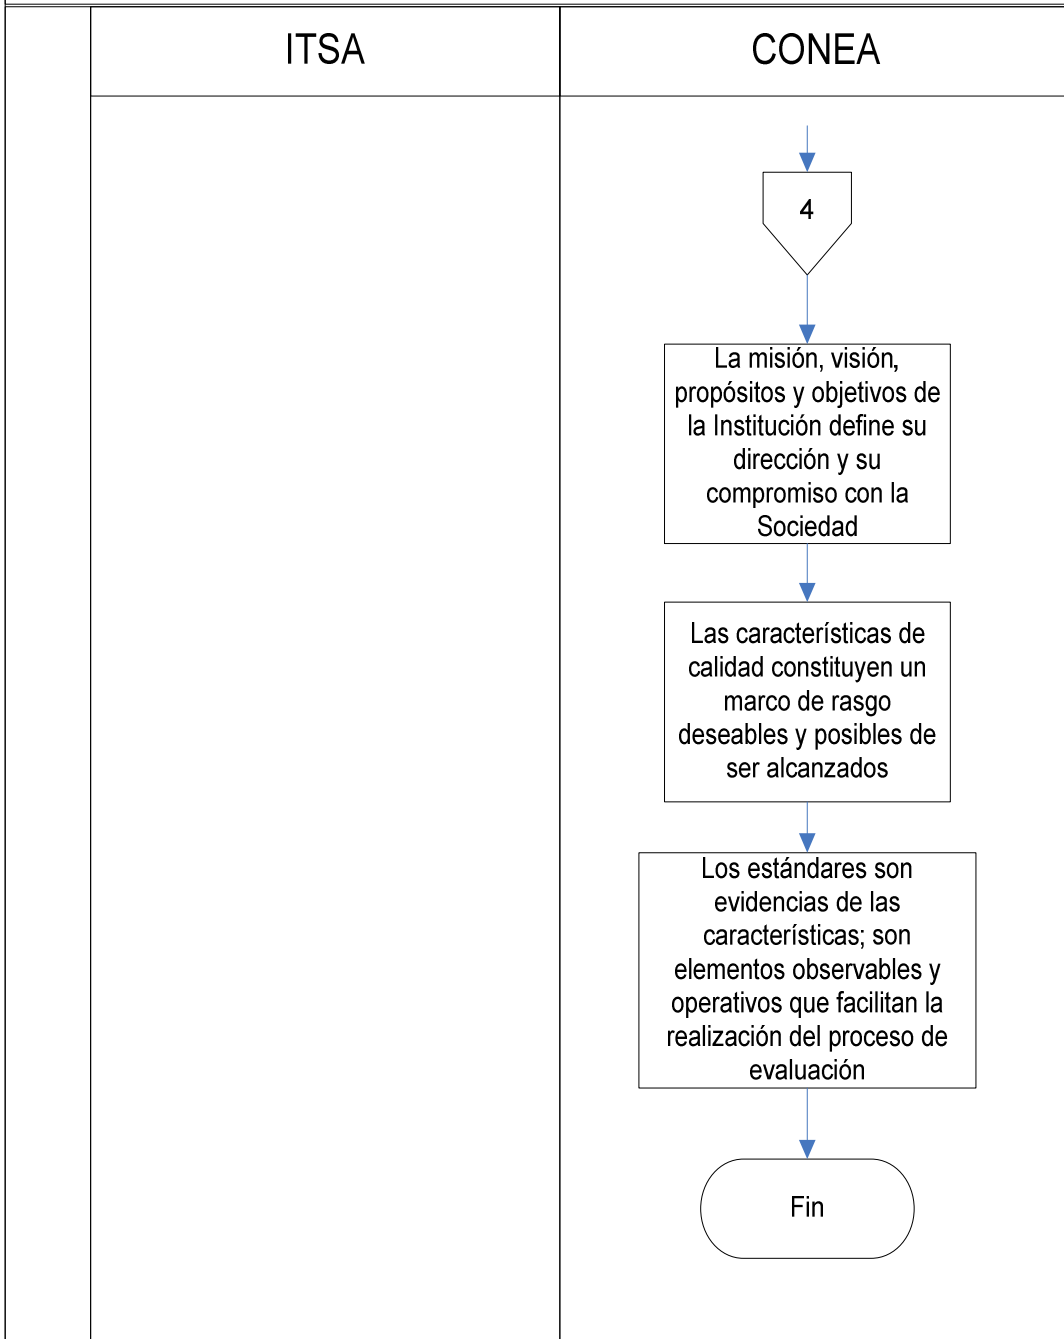 ITSA
CONEA
4
La misión, visión,
propósitos y objetivos de
la Institución define su
dirección y su
compromiso con la
Sociedad
Las características de
calidad constituyen un
marco de rasgo
deseables y posibles de
ser alcanzados
Los estándares son
evidencias de las
características; son
elementos observables y
operativos que facilitan la
realización del proceso de
evaluación
Fin